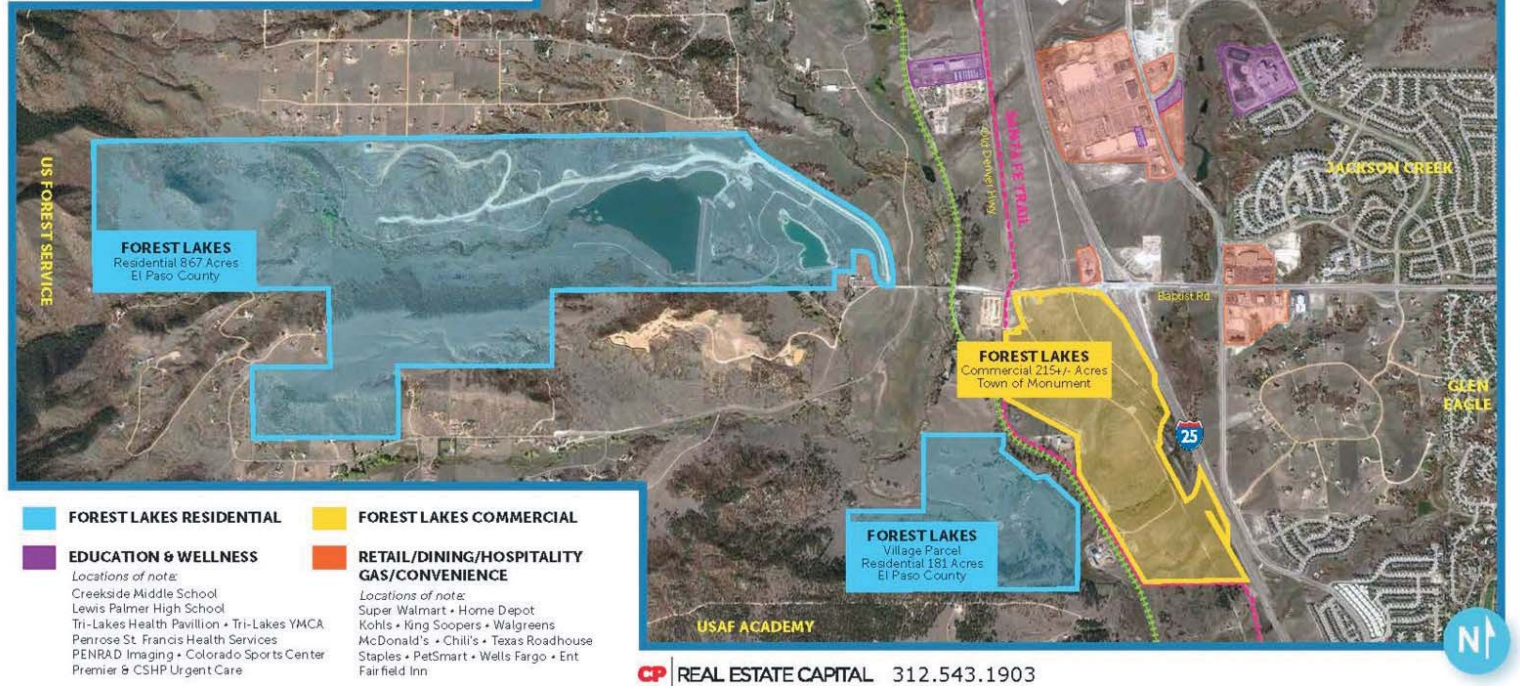 US FOREST SERVICE
FOREST LAKES
Residential 867 Acres
El Paso County
SANTA FE TRAIL
Old Denver Hwy
JACKSON CREEK
Baptist Rd.
FOREST LAKES
Commercial 215+/- Acres
Town of Monument
GLEN
EAGLE
25
FOREST LAKES
Village Parcel
Residential 181 Acres
El Paso County
USAF ACADEMY
N
FOREST LAKES RESIDENTIAL
EDUCATION & WELLNESS
Locations of note:
Creekside Middle School
Lewis Palmer High School
Tri-Lakes Health Pavillion • Tri-Lakes YMCA
Penrose St. Francis Health Services
PENRAD Imaging • Colorado Sports Center
Premier & CSHP Urgent Care
FOREST LAKES COMMERCIAL
RETAIL/DINING/HOSPITALITY
GAS/CONVENIENCE
Locations of note:
Super Walmart • Home Depot
Kohls • King Soopers • Walgreens
McDonald's • Chili's • Texas Roadhouse
Staples • PetSmart • Wells Fargo • Ent
Fairfield Inn
CP REAL ESTATE CAPITAL 312.543.1903